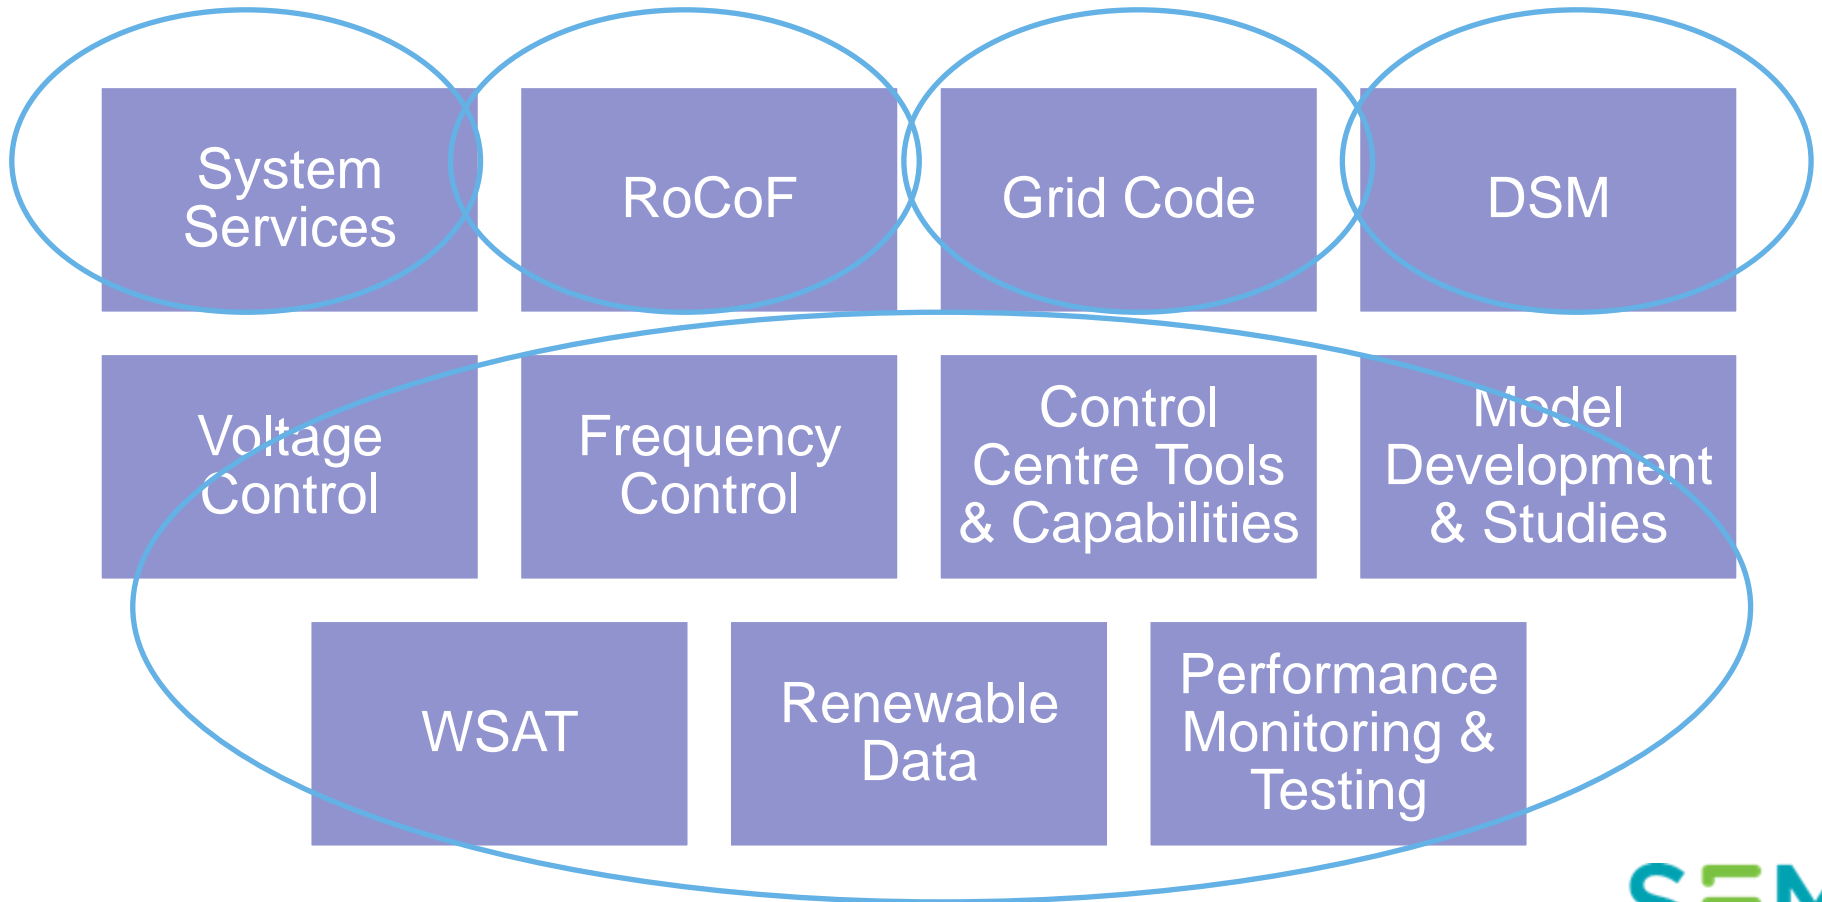 System
Services
RoCoF
Grid Code
DSM
Voltage
Control
Frequency
Control
Control
Centre Tools
& Capabilities
Model
Development
& Studies
WSAT
Renewable
Data
Performance
Monitoring &
Testing
SEM